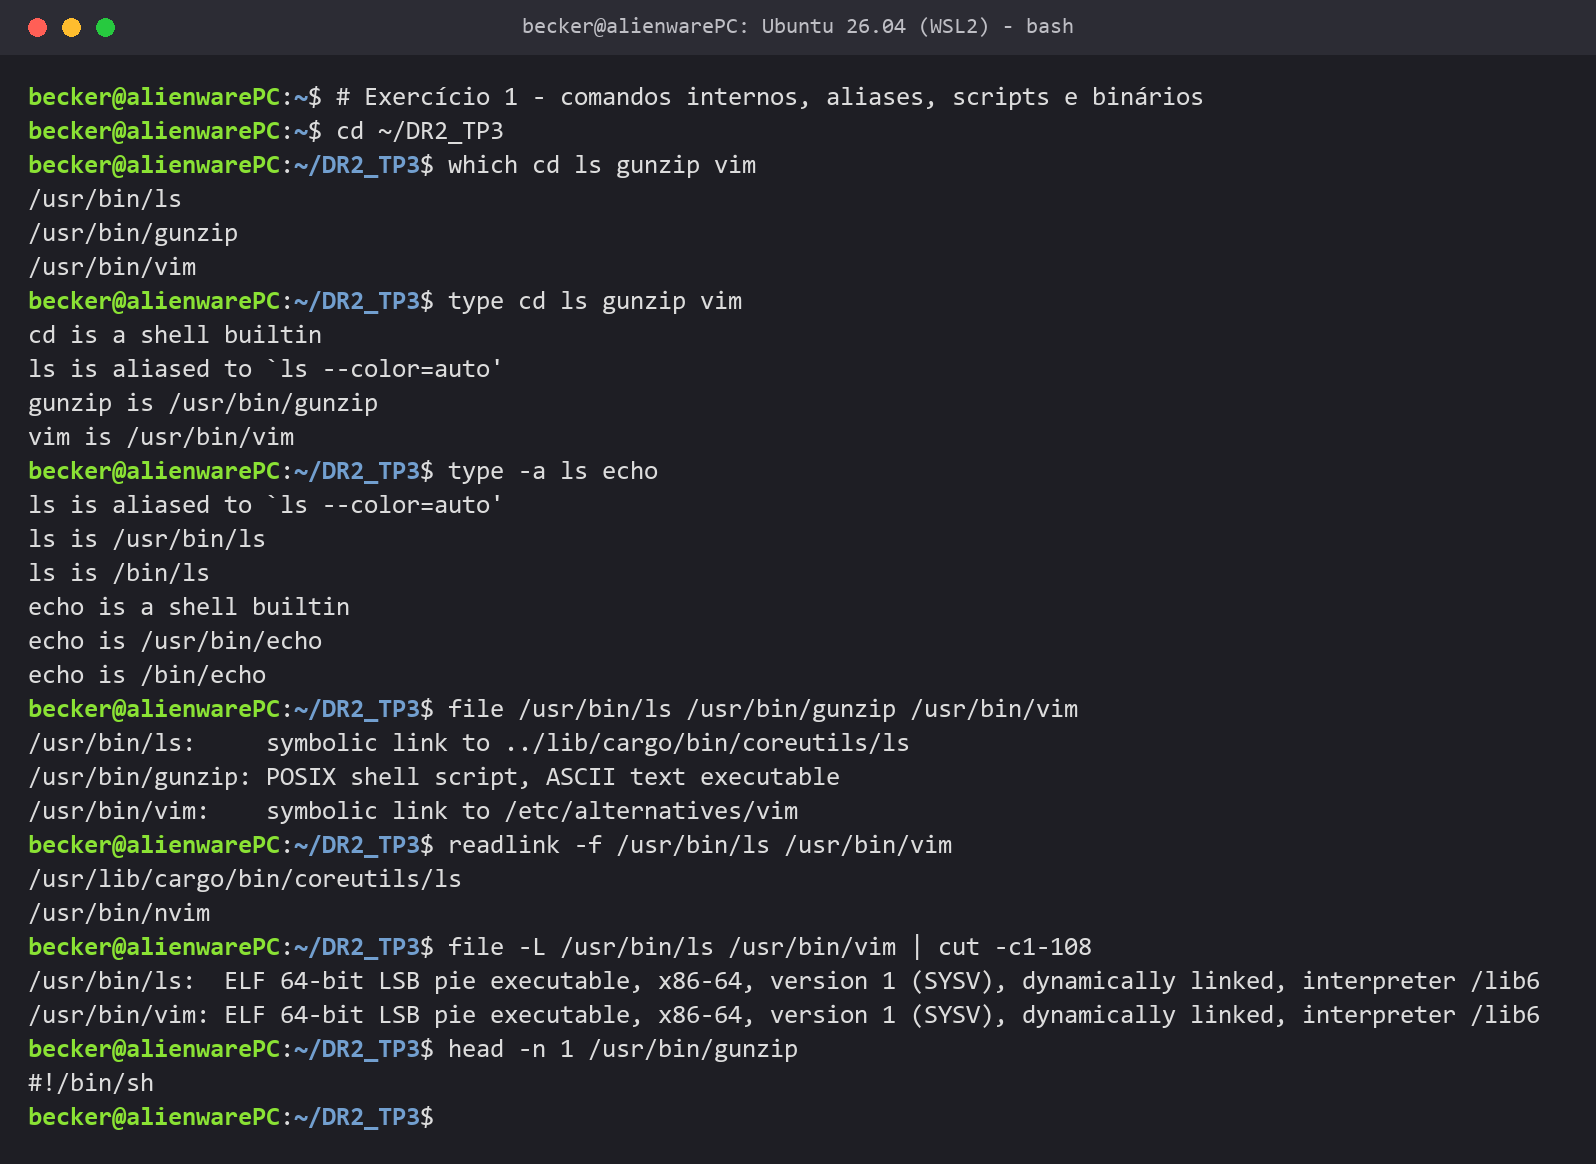 becker@alienwarePC: Ubuntu 26.04 (WSL2) - bash
becker@alienwarePC:~$ # Exercício 1 - comandos internos, aliases, scripts e binários
becker@alienwarePC:~$ cd ~/DR2_TP3
becker@alienwarePC:~/DR2_TP3$ which cd ls gunzip vim
/usr/bin/ls
/usr/bin/gunzip
/usr/bin/vim
becker@alienwarePC:~/DR2_TP3$ type cd ls gunzip vim
cd is a shell builtin
ls is aliased to `ls --color=auto'
gunzip is /usr/bin/gunzip
vim is /usr/bin/vim
becker@alienwarePC:~/DR2_TP3$ type -a ls echo
ls is aliased to `ls --color=auto'
ls is /usr/bin/ls
ls is /bin/ls
echo is a shell builtin
echo is /usr/bin/echo
echo is /bin/echo
becker@alienwarePC:~/DR2_TP3$ file /usr/bin/ls /usr/bin/gunzip /usr/bin/vim
/usr/bin/ls:     symbolic link to ../lib/cargo/bin/coreutils/ls
/usr/bin/gunzip: POSIX shell script, ASCII text executable
/usr/bin/vim:    symbolic link to /etc/alternatives/vim
becker@alienwarePC:~/DR2_TP3$ readlink -f /usr/bin/ls /usr/bin/vim
/usr/lib/cargo/bin/coreutils/ls
/usr/bin/nvim
becker@alienwarePC:~/DR2_TP3$ file -L /usr/bin/ls /usr/bin/vim | cut -c1-108
/usr/bin/ls:  ELF 64-bit LSB pie executable, x86-64, version 1 (SYSV), dynamically linked, interpreter /lib6
/usr/bin/vim: ELF 64-bit LSB pie executable, x86-64, version 1 (SYSV), dynamically linked, interpreter /lib6
becker@alienwarePC:~/DR2_TP3$ head -n 1 /usr/bin/gunzip
#!/bin/sh
becker@alienwarePC:~/DR2_TP3$